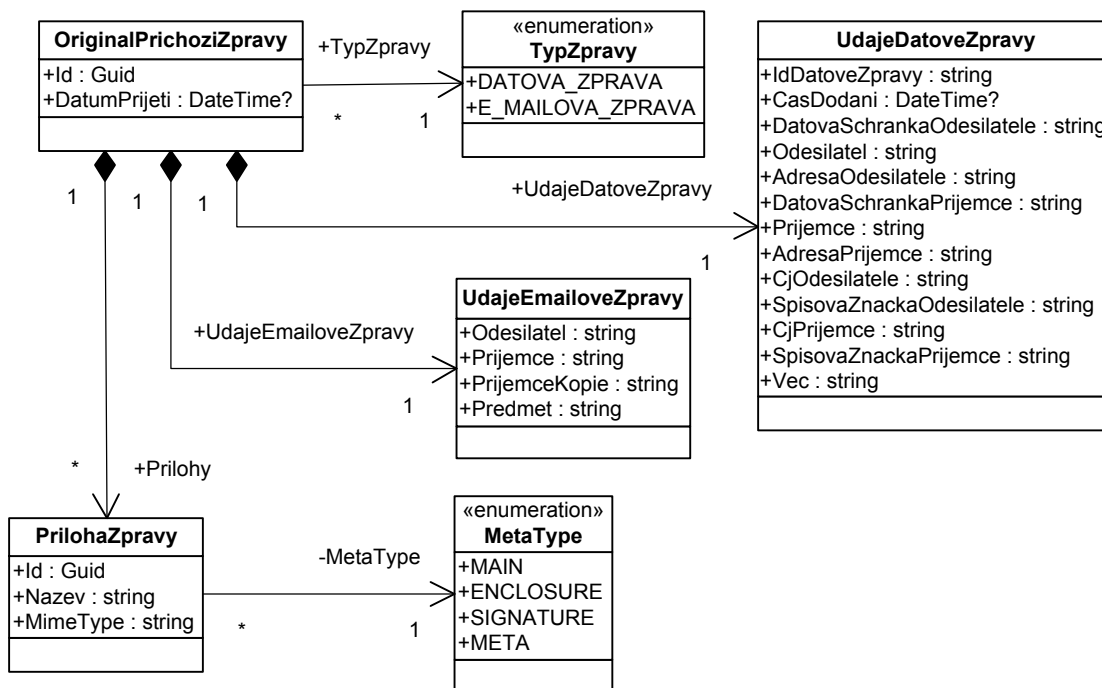 OriginalPrichoziZpravy
+Id : Guid
+DatumPrijeti : DateTime?
+TypZpravy
*
1
«enumeration»
TypZpravy
+DATOVA_ZPRAVA
+E_MAILOVA_ZPRAVA
UdajeDatoveZpravy
+IdDatoveZpravy : string
+CasDodani : DateTime?
+DatovaSchrankaOdesilatele : string
+Odesilatel : string
+AdresaOdesilatele : string
+DatovaSchrankaPrijemce : string
+Prijemce : string
+AdresaPrijemce : string
+CjOdesilatele : string
+SpisovaZnackaOdesilatele : string
+CjPrijemce : string
+SpisovaZnackaPrijemce : string
+Vec : string
1
1
1
+UdajeDatoveZpravy
1
+UdajeEmailoveZpravy
1
UdajeEmailoveZpravy
+Odesilatel : string
+Prijemce : string
+PrijemceKopie : string
+Predmet : string
*
+Prilohy
PrilohaZpravy
+Id : Guid
+Nazev : string
+MimeType : string
-MetaType
*
1
«enumeration»
MetaType
+MAIN
+ENCLOSURE
+SIGNATURE
+META